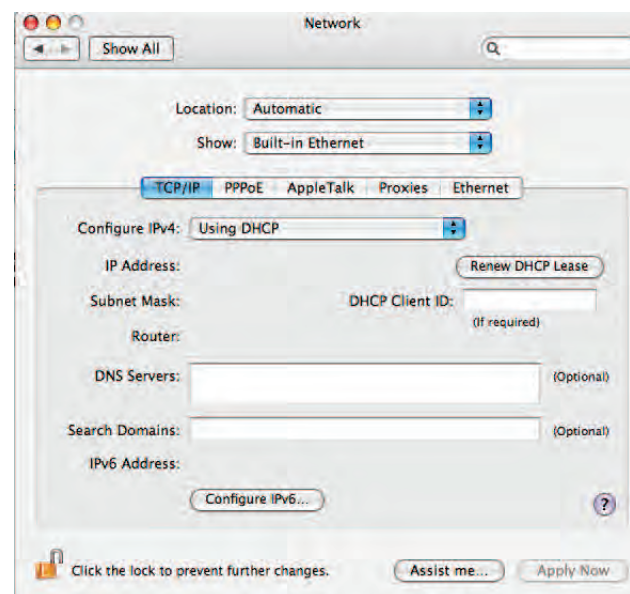 Network
Show All
Location: Automatic
Show: Built-in Ethernet
TCP/IP PPPoE AppleTalk Proxies Ethernet
Configure IPv4: Using DHCP
IP Address: Renew DHCP Lease
Subnet Mask: DHCP Client ID:
(If required)
Router:
DNS Servers: (Optional)
Search Domains: (Optional)
IPv6 Address:
Configure IPv6...
?
Click the lock to prevent further changes. Assist me... Apply Now